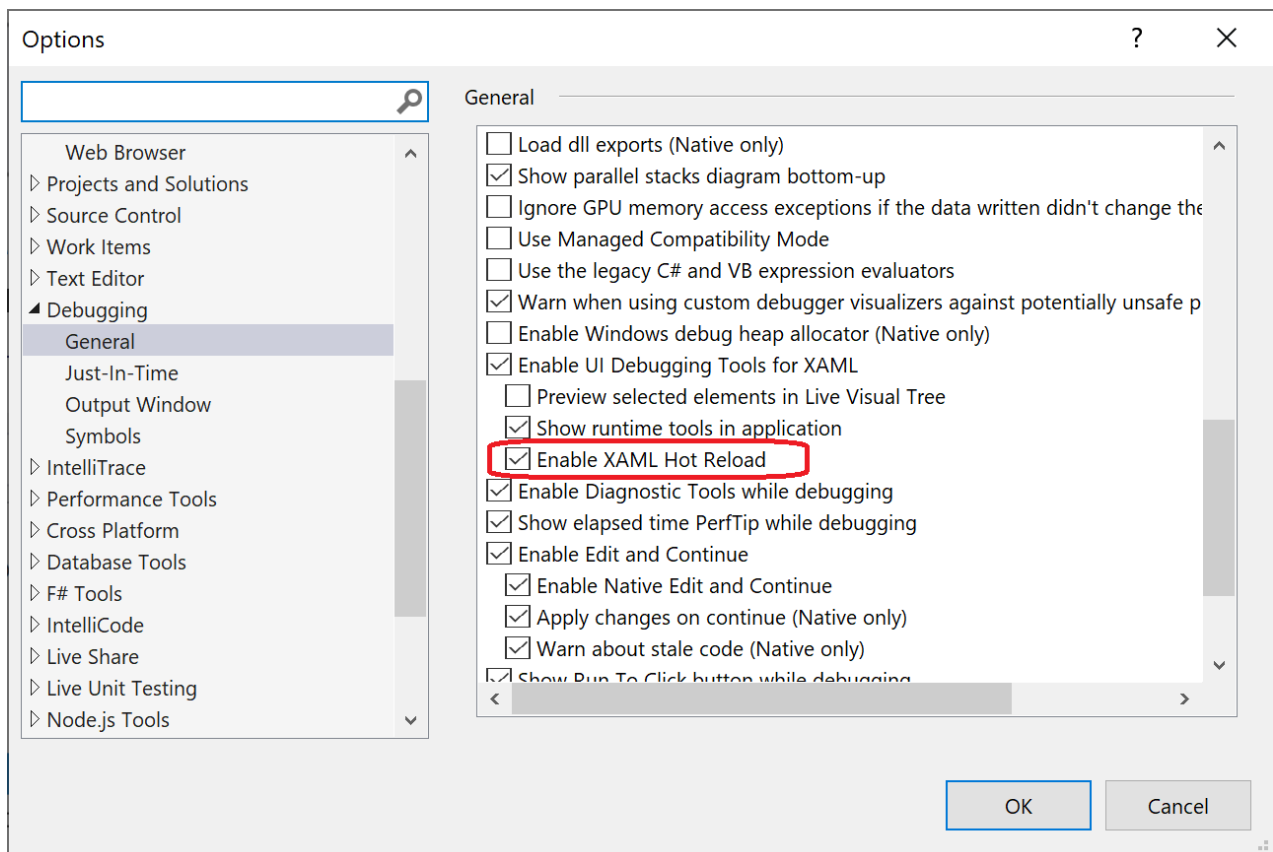 Options
?
General
Web Browser
Projects and Solutions
Source Control
Work Items
Text Editor
Debugging
General
Just-In-Time
Output Window
Symbols
IntelliTrace
Performance Tools
Cross Platform
Database Tools
F# Tools
IntelliCode
Live Share
Live Unit Testing
Node.js Tools
Load dll exports (Native only)
Show parallel stacks diagram bottom-up
Ignore GPU memory access exceptions if the data written didn't change the
Use Managed Compatibility Mode
Use the legacy C# and VB expression evaluators
Warn when using custom debugger visualizers against potentially unsafe p
Enable Windows debug heap allocator (Native only)
Enable UI Debugging Tools for XAML
Preview selected elements in Live Visual Tree
Show runtime tools in application
Enable XAML Hot Reload
Enable Diagnostic Tools while debugging
Show elapsed time PerfTip while debugging
Enable Edit and Continue
Enable Native Edit and Continue
Apply changes on continue (Native only)
Warn about stale code (Native only)
Show Run To Click button while debugging
OK
Cancel